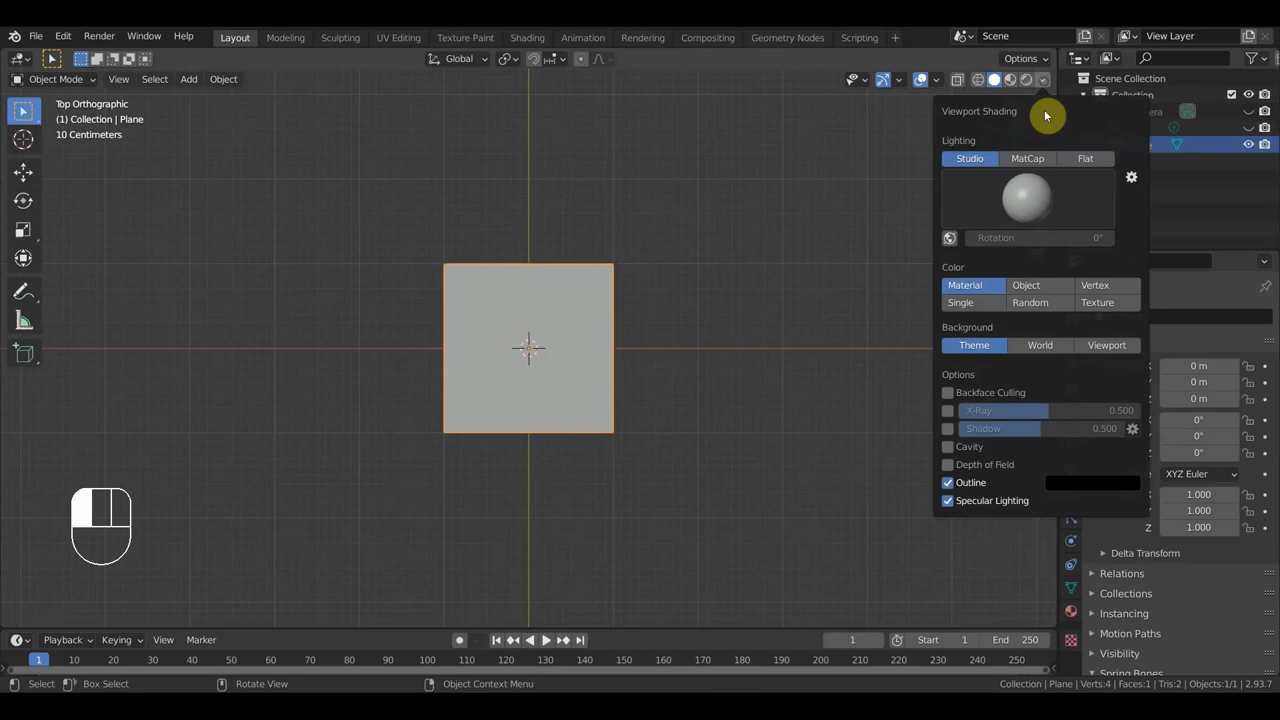 File Edit Render Window Help Layout Modeling Sculpting UV Editing Texture Paint Shading Animation Rendering Compositing Geometry Nodes Scripting + Scene View Layer
Global Options
Object Mode View Select Add Object
Top Orthographic
(1) Collection | Plane
10 Centimeters
Scene Collection
Collection
Viewport Shading
Lighting
Studio MatCap Flat
Rotation 0°
Color
Material Object Vertex
Single Random Texture
Background
Theme World Viewport
Options
Backface Culling
X-Ray 0.500
Shadow 0.500
Cavity
Depth of Field
Outline
Specular Lighting
0 m
0 m
0 m
0°
0°
0°
XYZ Euler
X 1.000
Y 1.000
Z 1.000
Delta Transform
Relations
Collections
Instancing
Motion Paths
Visibility
Spring Bones
Playback Keying View Marker 1 Start 1 End 250
1 10 20 30 40 50 60 70 80 90 100 110 120 130 140 150 160 170 180 190 200 210 220 230 240 250
Select Box Select Rotate View Object Context Menu Collection | Plane | Verts:4 | Faces:1 | Tris:2 | Objects:1/1 | 2.93.7